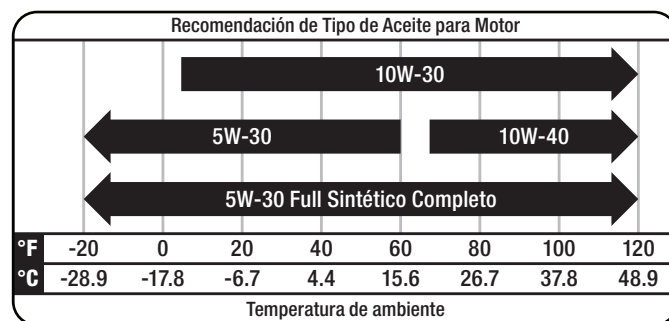 Recomendación de Tipo de Aceite para Motor
10W-30
5W-30 10W-40
5W-30 Full Sintético Completo
°F -20 0 20 40 60 80 100 120
°C -28.9 -17.8 -6.7 4.4 15.6 26.7 37.8 48.9
Temperatura de ambiente